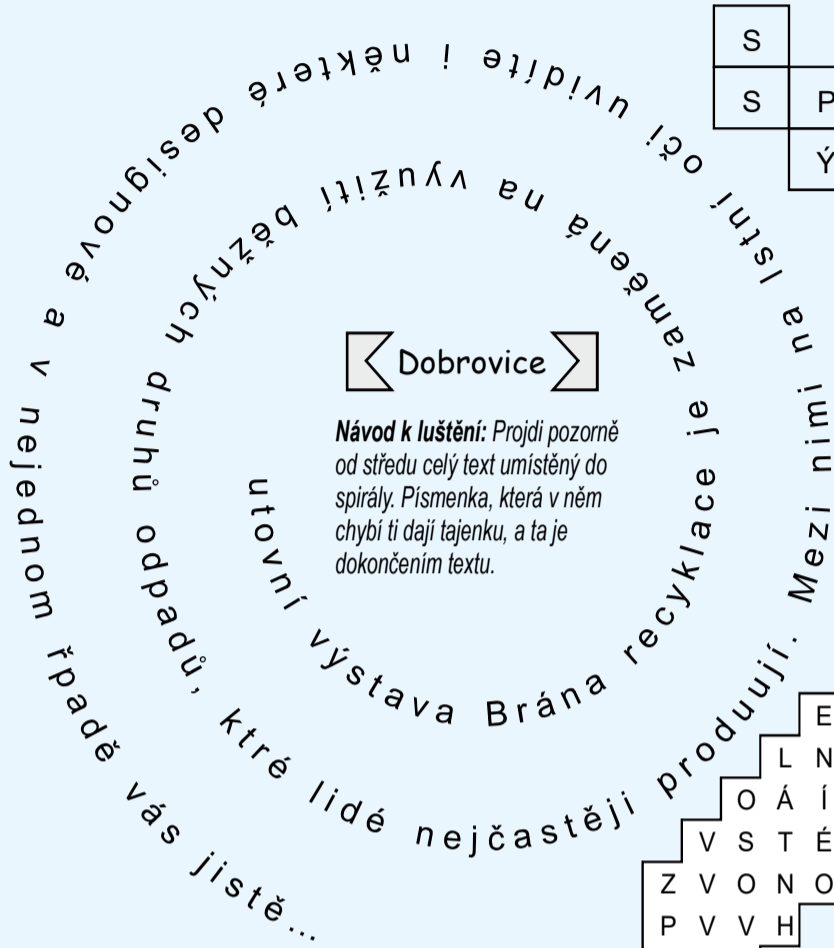 S
S P
Ý
Dobrovice
Návod k luštění: Projdi pozorně
od středu celý text umístěný do
spirály. Písmenka, která v něm
chybí ti dají tajenku, a ta je
dokončením textu.
utovní výstava Brána recyklace je zaměená na využití běžných druhů odpadů, ktré lidé nejčastěji produují. Mezi nimi na lstní oči uvidíte i některé designové a v nejednom řpadě vás jistě...
E
L N
O Á Í
V S T É
Z V O N O
P V V H